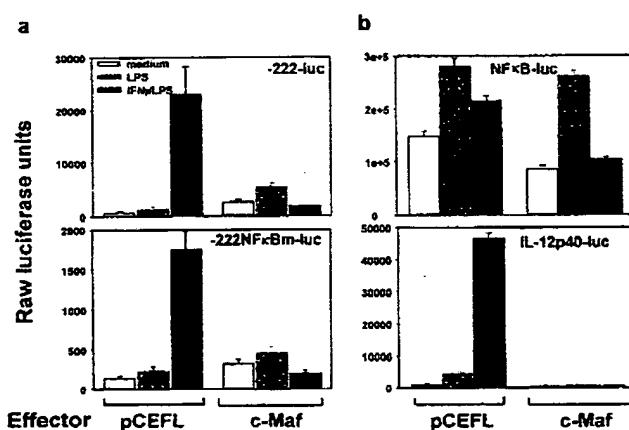 a
b
Raw luciferase units
30000
20000
10000
0
medium
LPS
IFNγ/LPS
-222-luc
3e+5
2e+5
1e+5
0
NFκB-luc
1500
1000
500
0
-222NFκBm-luc
50000
40000
30000
20000
10000
0
IL-12p40-luc
Effector
pCEFL
c-Maf
pCEFL
c-Maf